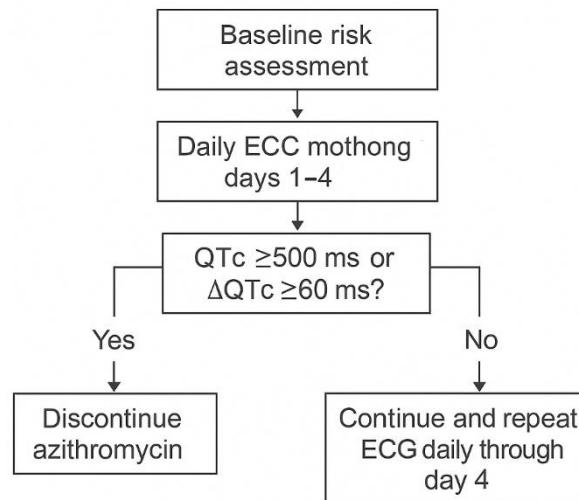 Baseline risk
assessment
Daily ECC mothong
days 1–4
QTc ≥500 ms or
ΔQTc ≥60 ms?
Yes
No
Discontinue
azithromycin
Continue and repeat
ECG daily through
day 4